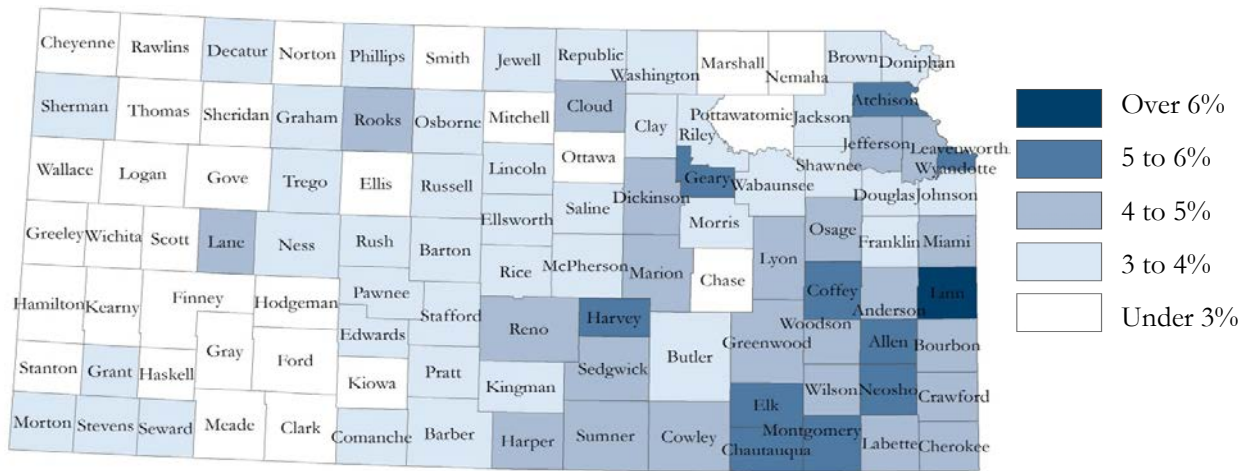 Cheyenne Rawlins Decatur Norton Phillips Smith Jewell Republic Washington Marshall Nemaha Brown Doniphan
Sherman Thomas Sheridan Graham Rooks Osborne Mitchell Cloud Clay Riley Pottawatomie Jackson Atchison
Jefferson Leavenworth
Wyandotte
Wallace Logan Gove Trego Ellis Russell Lincoln Ottawa Geary Wabaunsee Shawnee
Dickinson Douglas Johnson
Ellsworth Saline Morris
Greeley Wichita Scott Lane Ness Rush Barton Rice McPherson Marion Chase Lyon Osage Franklin Miami
Hamilton Kearny Finney Hodgeman Pawnee Stafford Reno Harvey Coffey Anderson Linn
Edwards Greenwood Woodson
Stanton Grant Haskell Gray Ford Kiowa Pratt Kingman Sedgwick Butler Allen Bourbon
Elk Wilson Neosho Crawford
Morton Stevens Seward Meade Clark Comanche Barber Harper Sumner Cowley Chautauqua Montgomery Labette Cherokee
Over 6%
5 to 6%
4 to 5%
3 to 4%
Under 3%